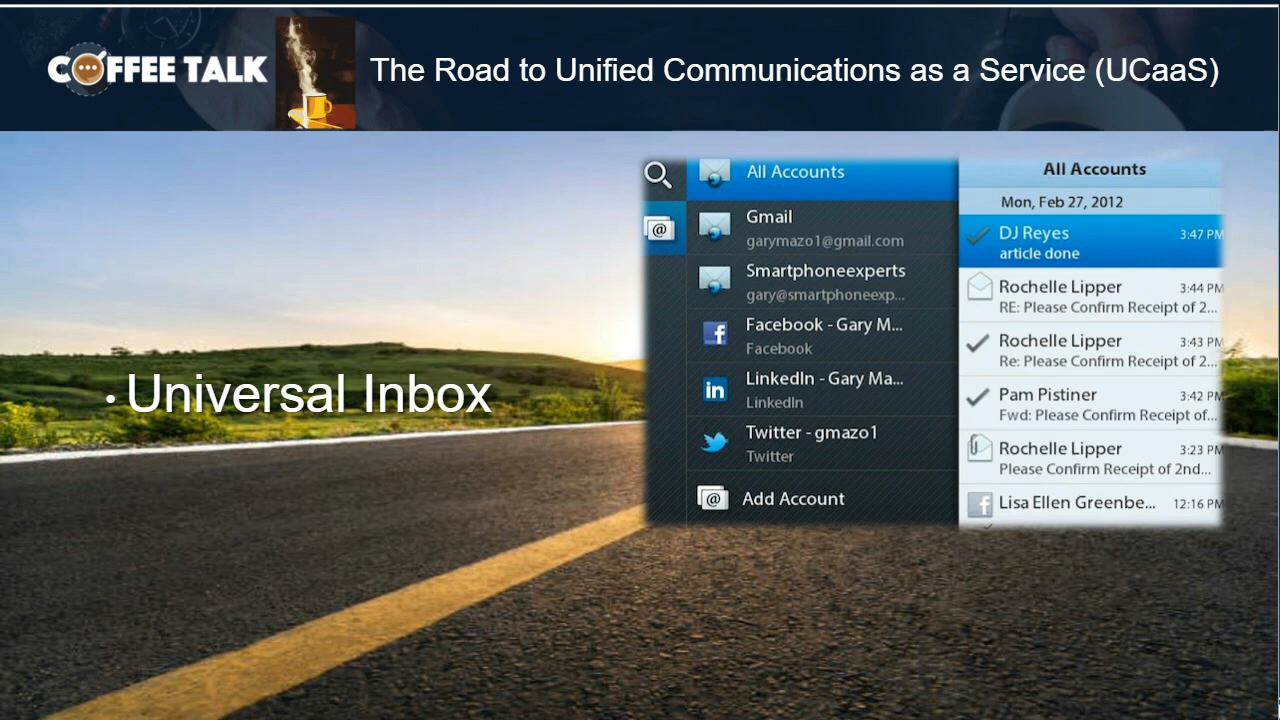 COFFEE TALK
The Road to Unified Communications as a Service (UCaaS)
• Universal Inbox
@
All Accounts
Gmail
garymazo1@gmail.com
Smartphoneexperts
gary@smartphoneexp...
Facebook - Gary M...
Facebook
LinkedIn - Gary Ma...
LinkedIn
Twitter - gmazo1
Twitter
@ Add Account
All Accounts
Mon, Feb 27, 2012
DJ Reyes 3:47 PM
article done
Rochelle Lipper 3:44 PM
RE: Please Confirm Receipt of 2...
Rochelle Lipper 3:43 PM
Re: Please Confirm Receipt of 2...
Pam Pistiner 3:42 PM
Fwd: Please Confirm Receipt of...
Rochelle Lipper 3:23 PM
Please Confirm Receipt of 2nd...
Lisa Ellen Greenbe... 12:16 PM